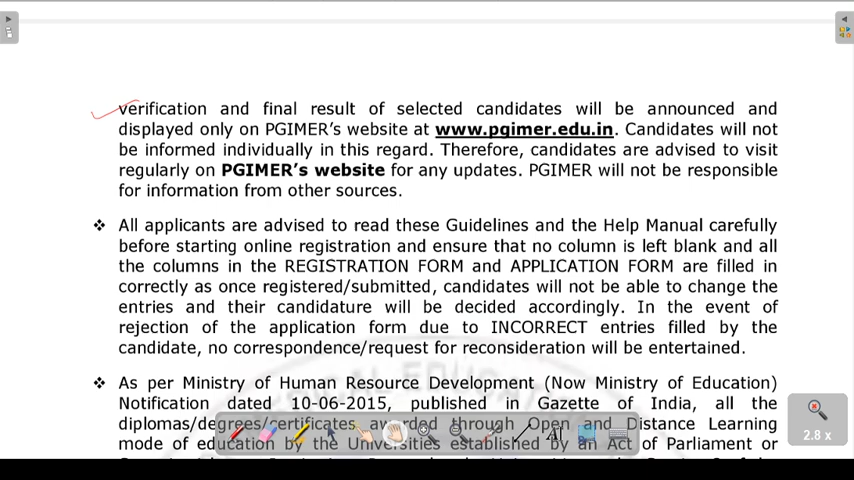 verification and final result of selected candidates will be announced and
displayed only on PGIMER's website at www.pgimer.edu.in. Candidates will not
be informed individually in this regard. Therefore, candidates are advised to visit
regularly on PGIMER's website for any updates. PGIMER will not be responsible
for information from other sources.
❖ All applicants are advised to read these Guidelines and the Help Manual carefully
before starting online registration and ensure that no column is left blank and all
the columns in the REGISTRATION FORM and APPLICATION FORM are filled in
correctly as once registered/submitted, candidates will not be able to change the
entries and their candidature will be decided accordingly. In the event of
rejection of the application form due to INCORRECT entries filled by the
candidate, no correspondence/request for reconsideration will be entertained.
❖ As per Ministry of Human Resource Development (Now Ministry of Education)
Notification dated 10-06-2015, published in Gazette of India, all the
diplomas/degrees/certificates awarded through Open and Distance Learning
mode of education by the Universities established by an Act of Parliament or
2.8 x